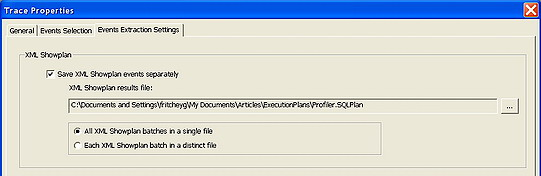 Trace Properties
General Events Selection Events Extraction Settings
XML Showplan
Save XML Showplan events separately
XML Showplan results file:
C:\Documents and Settings\fritcheyg\My Documents\Articles\ExecutionPlans\Profiler.SQLPlan
...
All XML Showplan batches in a single file
Each XML Showplan batch in a distinct file